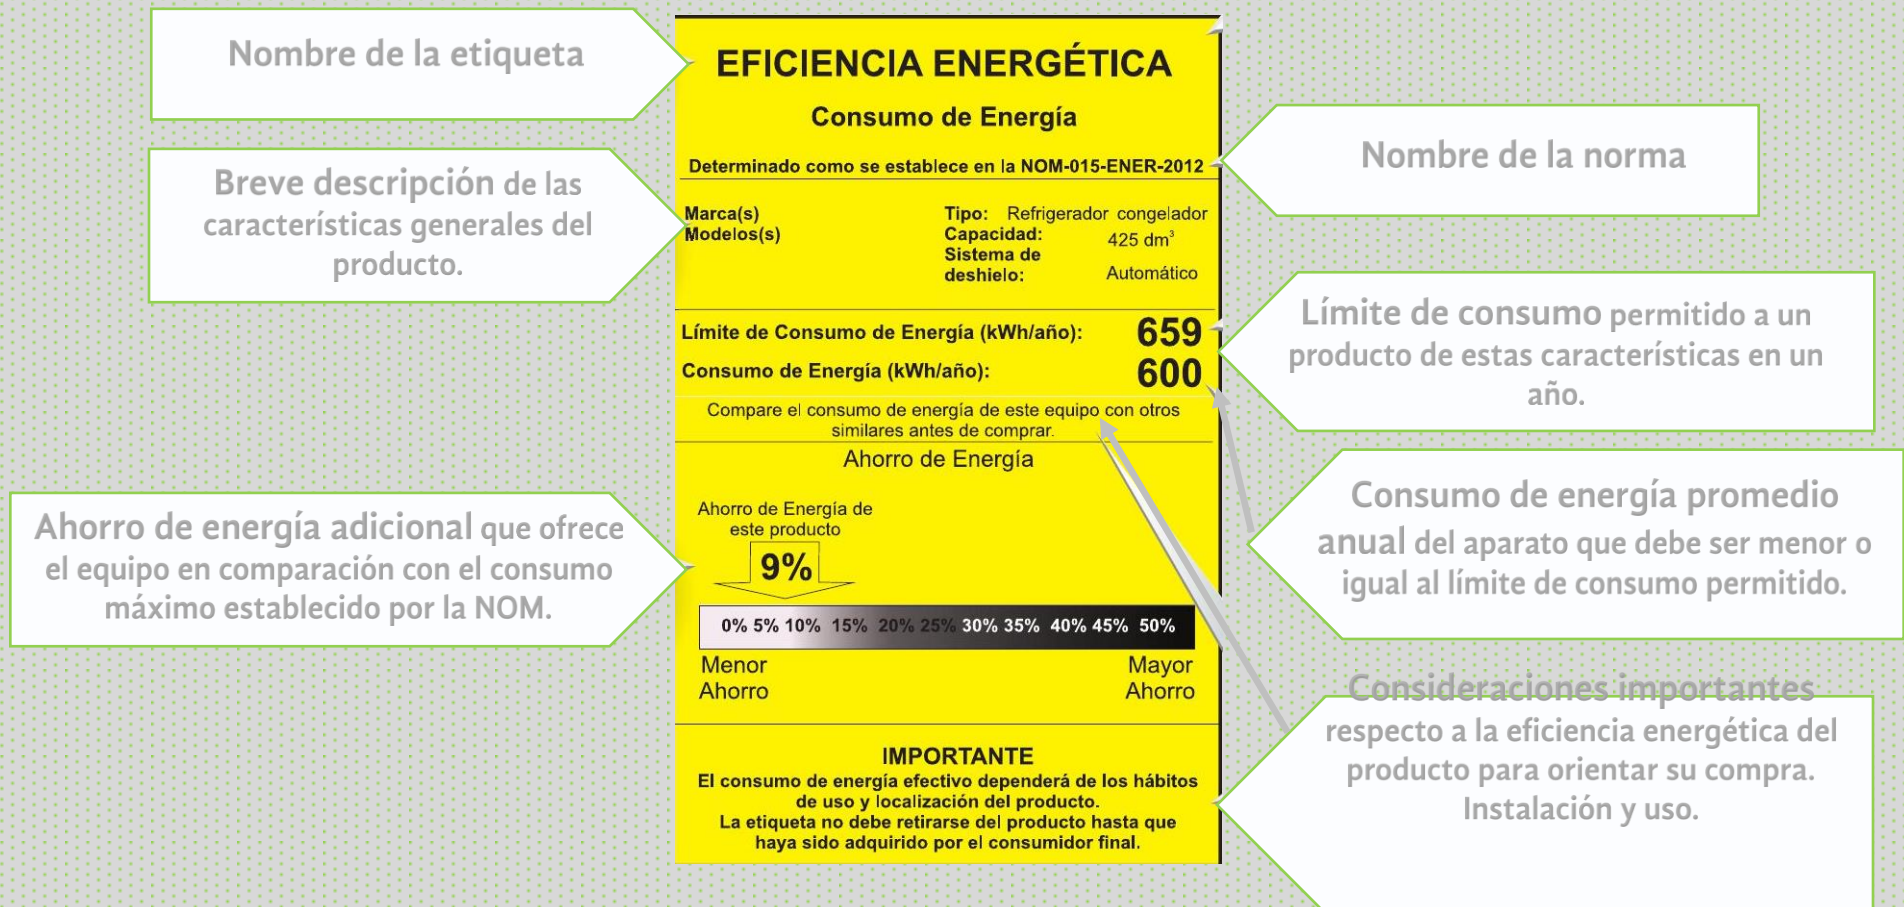 Nombre de la etiqueta
Breve descripción de las
características generales del
producto.
Ahorro de energía adicional que ofrece
el equipo en comparación con el consumo
máximo establecido por la NOM.
EFICIENCIA ENERGÉTICA
Consumo de Energía
Determinado como se establece en la NOM-015-ENER-2012
Marca(s)
Modelos(s)
Tipo: Refrigerador congelador
Capacidad: 425 dm³
Sistema de
deshielo: Automático
Límite de Consumo de Energía (kWh/año): 659
Consumo de Energía (kWh/año): 600
Compare el consumo de energía de este equipo con otros
similares antes de comprar.
Ahorro de Energía
Ahorro de Energía de
este producto
9%
0% 5% 10% 15% 20% 25% 30% 35% 40% 45% 50%
Menor
Ahorro
Mayor
Ahorro
IMPORTANTE
El consumo de energía efectivo dependerá de los hábitos
de uso y localización del producto.
La etiqueta no debe retirarse del producto hasta que
haya sido adquirido por el consumidor final.
Nombre de la norma
Límite de consumo permitido a un
producto de estas características en un
año.
Consumo de energía promedio
anual del aparato que debe ser menor o
igual al límite de consumo permitido.
Consideraciones importantes
respecto a la eficiencia energética del
producto para orientar su compra.
Instalación y uso.